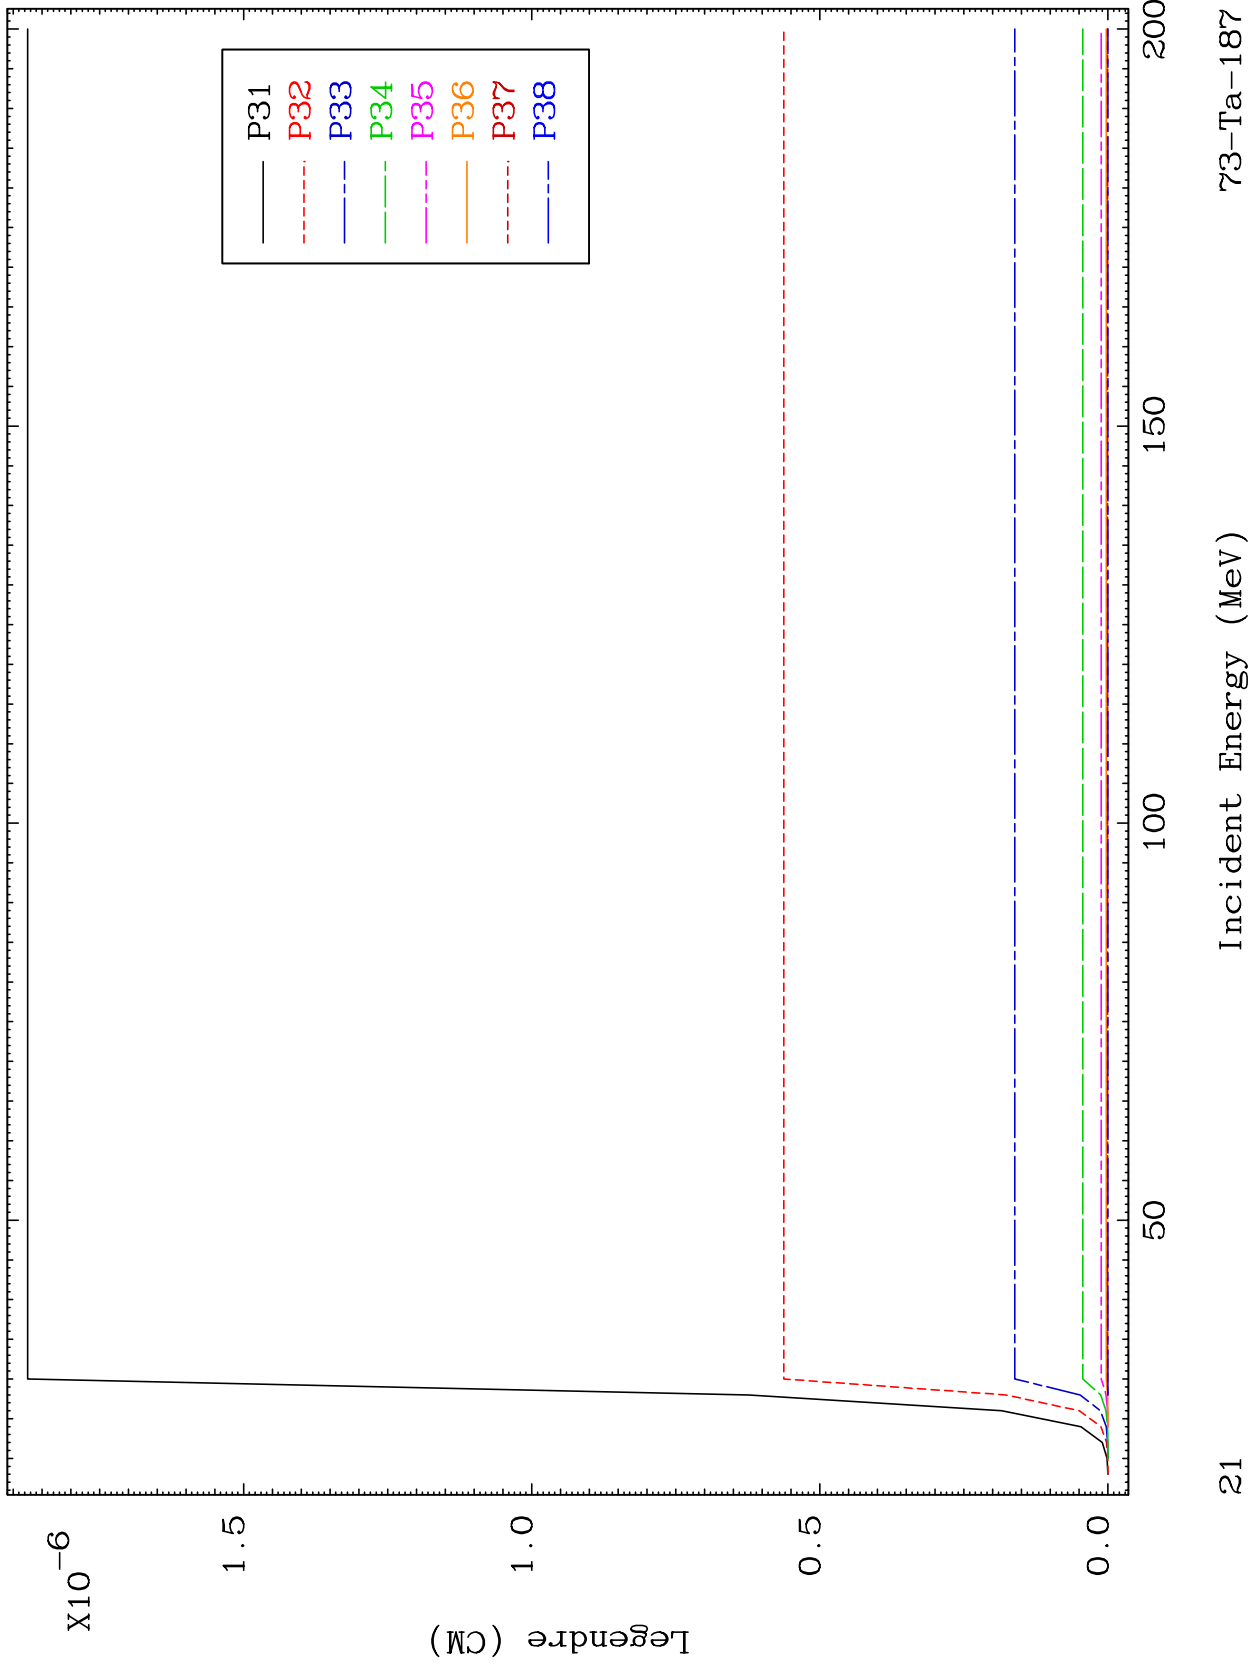 X10⁻⁶
1.5
1.0
0.5
0.0
Legendre (CM)
P31
P32
P33
P34
P35
P36
P37
P38
50
100
150
200
Incident Energy (MeV)
21
73-Ta-187